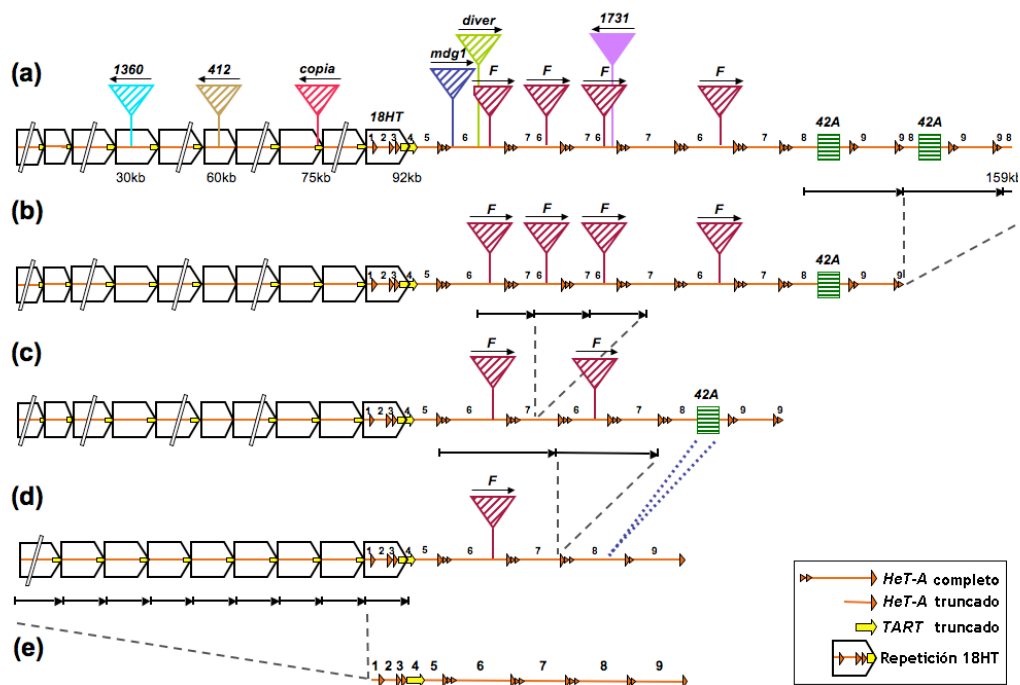 diver 1731
(a) mdg1 F F F F
1360 412 copia
18HT 42A 42A
1 2 3 4 5 6 7 6 7 6 7 6 7 8 9 9 8 9 9 8
30kb 60kb 75kb 92kb 159kb
(b) F F F F
42A
1 2 3 4 5 6 7 6 7 6 7 6 7 8 9 9
(c) F F
42A
1 2 3 4 5 6 7 6 7 8 9 9
(d) F
1 2 3 4 5 6 7 8 9
(e) 1 2 3 4 5 6 7 8 9
HeT-A completo
HeT-A truncado
TART truncado
Repetición 18HT